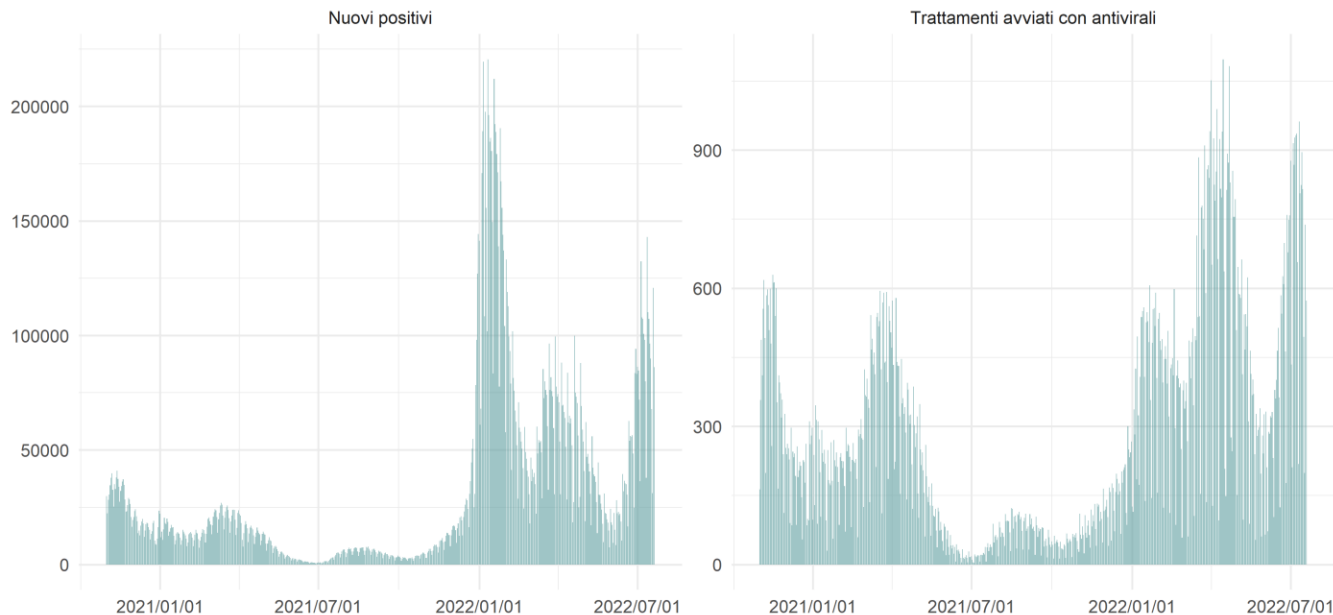 Nuovi positivi
200000
150000
100000
50000
0
2021/01/01 2021/07/01 2022/01/01 2022/07/01
Trattamenti avviati con antivirali
900
600
300
0
2021/01/01 2021/07/01 2022/01/01 2022/07/01